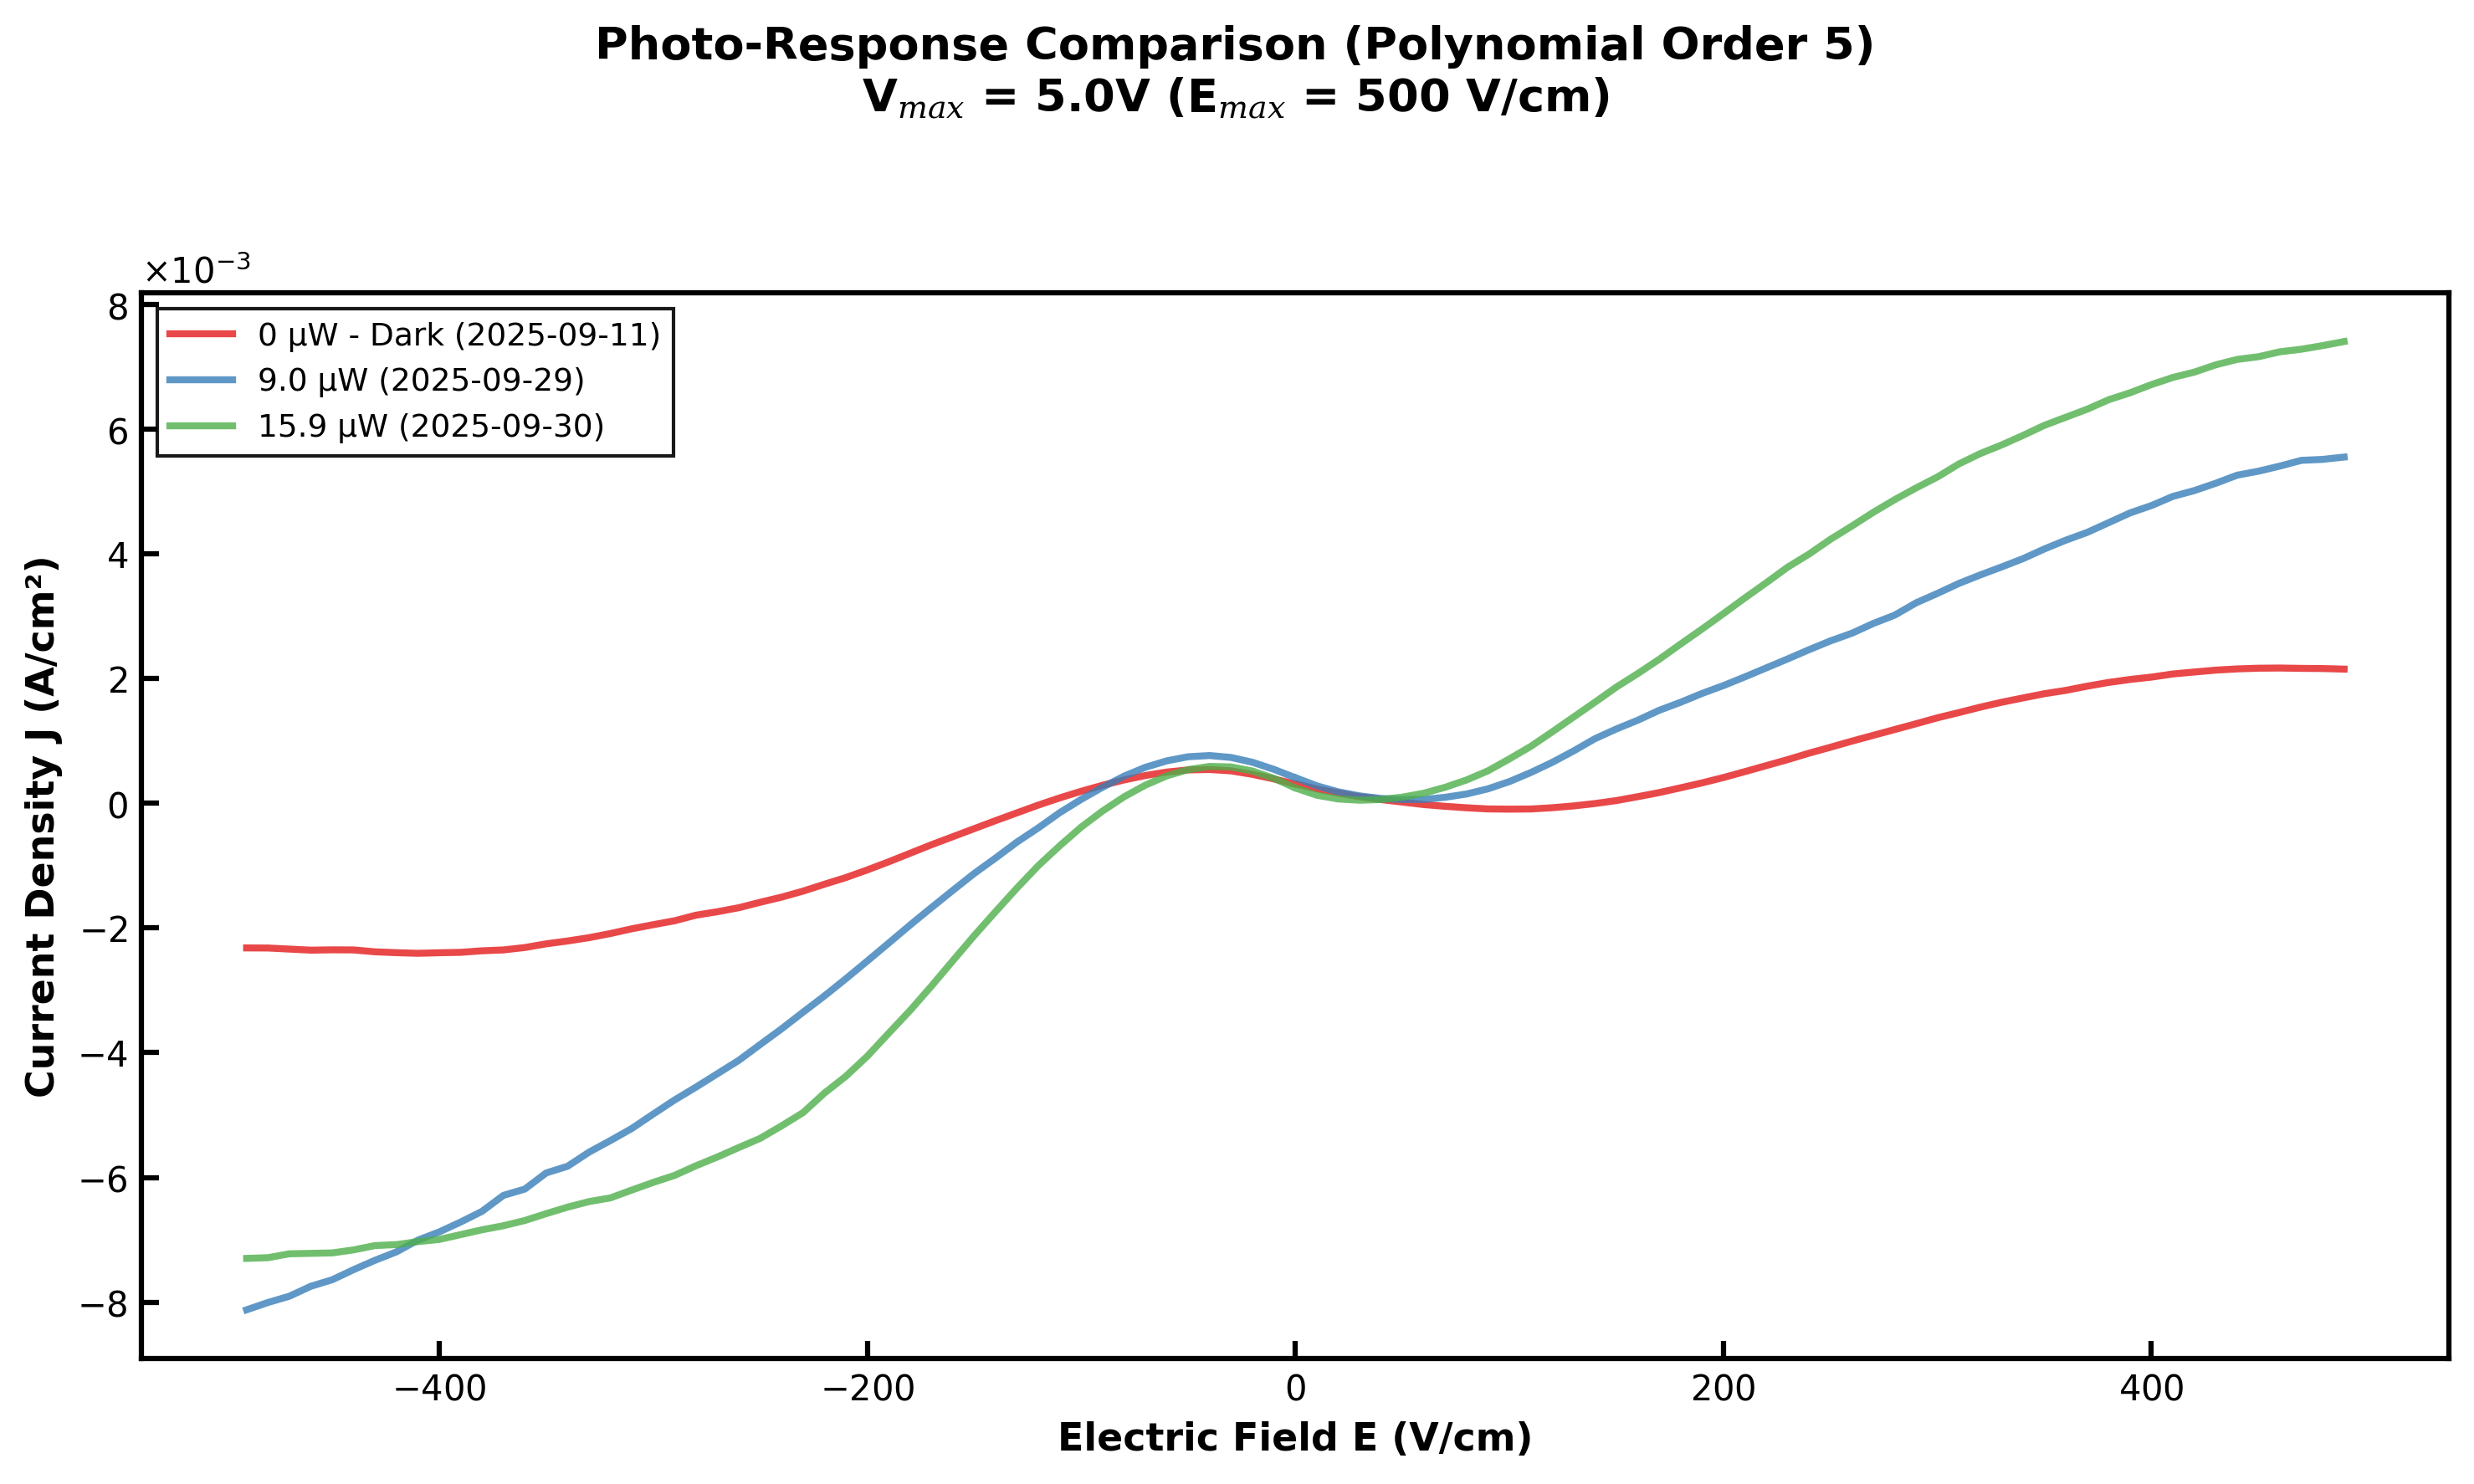 Photo-Response Comparison (Polynomial Order 5)
V_max = 5.0V (E_max = 500 V/cm)
×10⁻³
8
6
4
2
0
−2
−4
−6
−8
0 μW - Dark (2025-09-11)
9.0 μW (2025-09-29)
15.9 μW (2025-09-30)
Current Density J (A/cm²)
−400
−200
0
200
400
Electric Field E (V/cm)